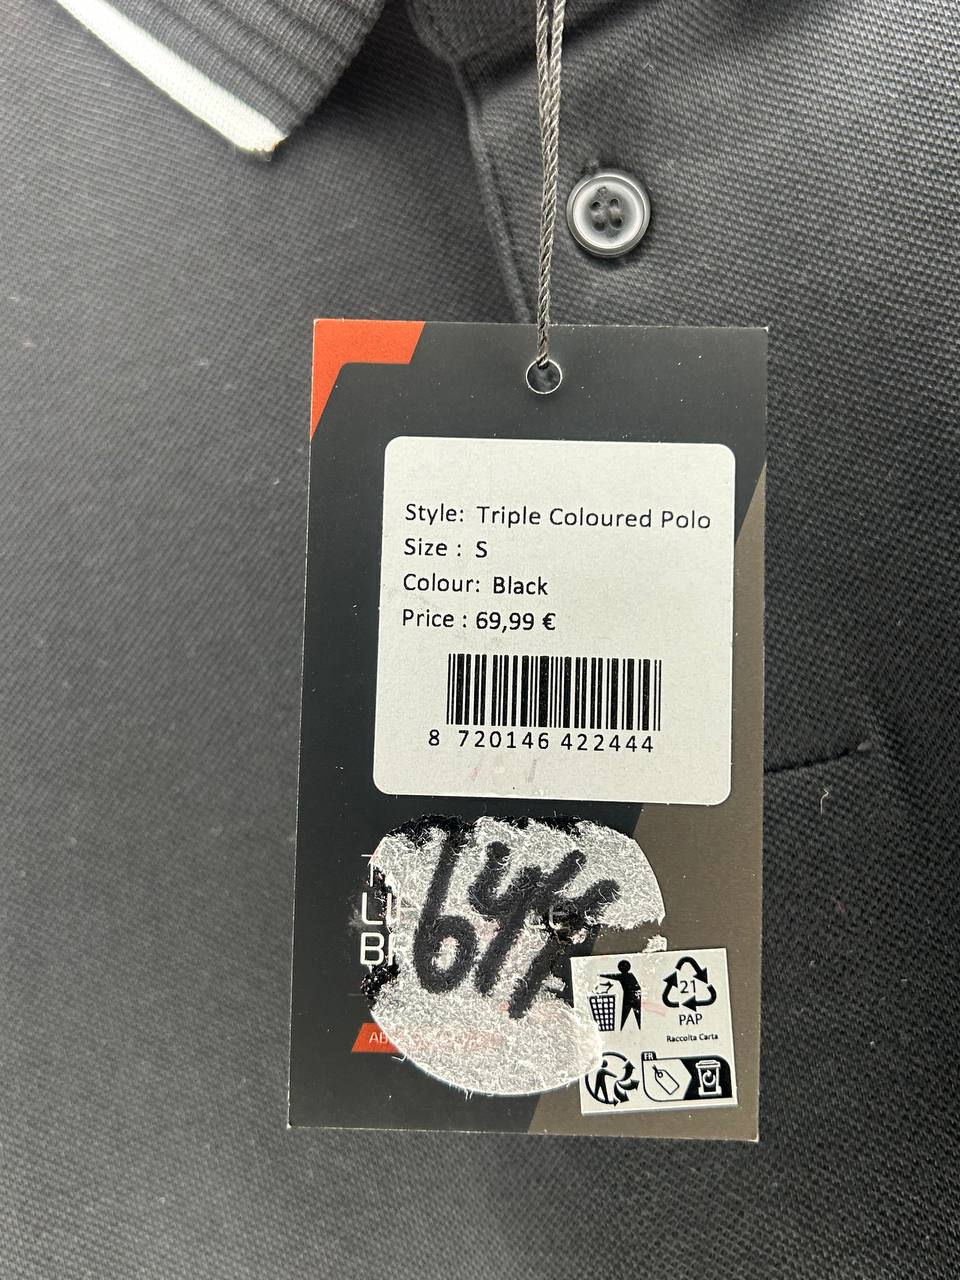 Style: Triple Coloured Polo
Size : S
Colour: Black
Price : 69,99 €
8 720146 422444
21
PAP
Raccolta Carta
FR